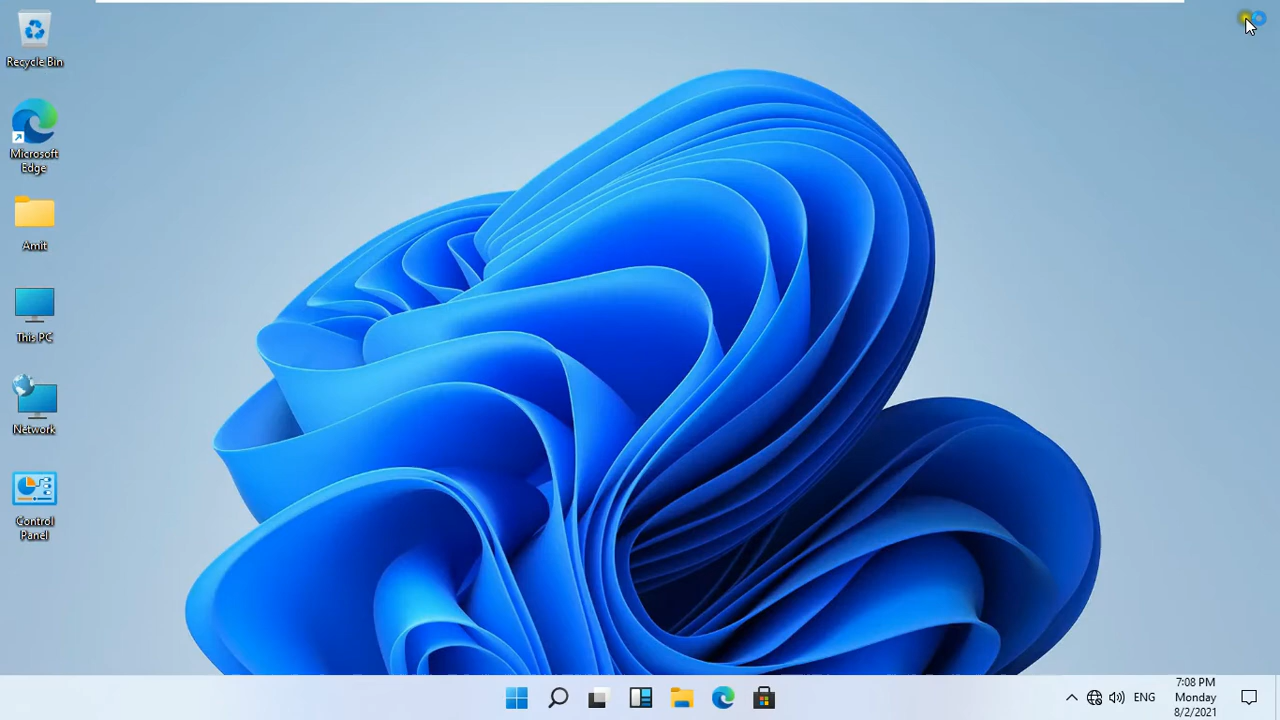 Recycle Bin
Microsoft
Edge
Amit
This PC
Network
Control
Panel
ENG
7:08 PM
Monday
8/2/2021